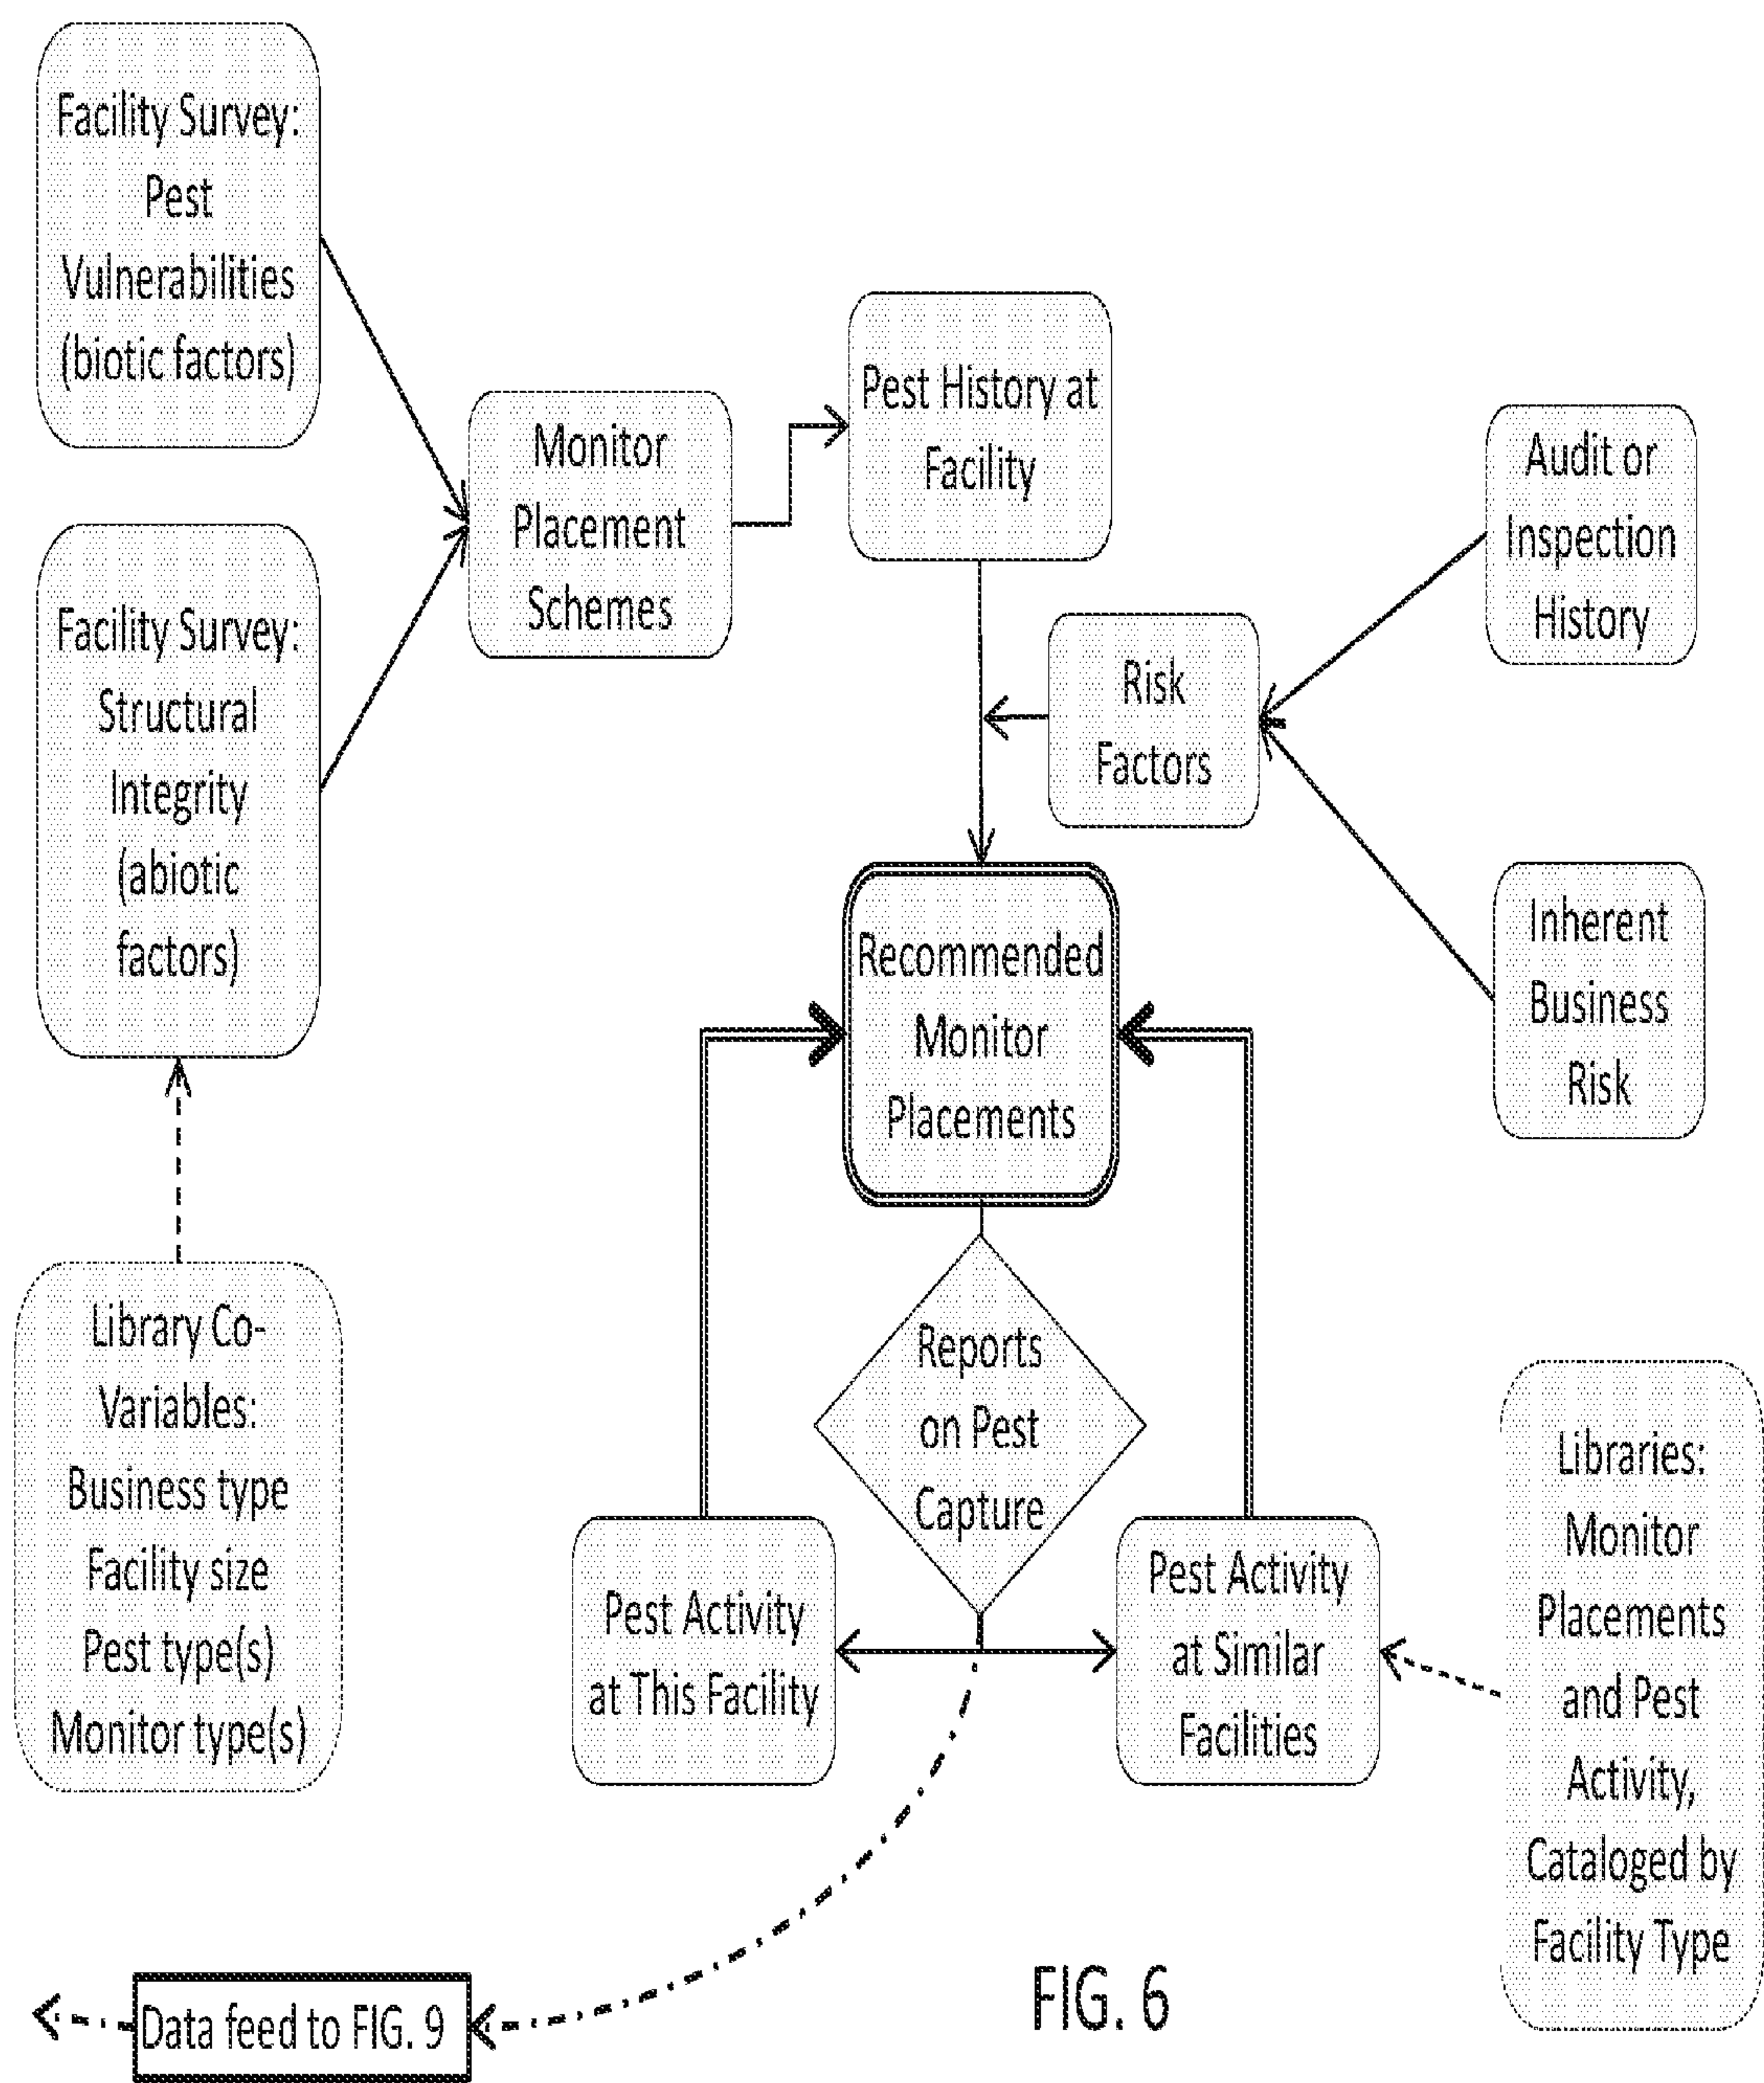 Facility Survey:
Pest
Vulnerabilities
(biotic factors)
Facility Survey:
Structural
Integrity
(abiotic
factors)
Monitor
Placement
Schemes
Pest History at
Facility
Risk
Factors
Audit or
Inspection
History
Inherent
Business
Risk
Recommended
Monitor
Placements
Library Co-
Variables:
Business type
Facility size
Pest type(s)
Monitor type(s)
Reports
on Pest
Capture
Pest Activity
at This Facility
Pest Activity
at Similar
Facilities
Libraries:
Monitor
Placements
and Pest
Activity,
Cataloged by
Facility Type
Data feed to FIG. 9
FIG. 6